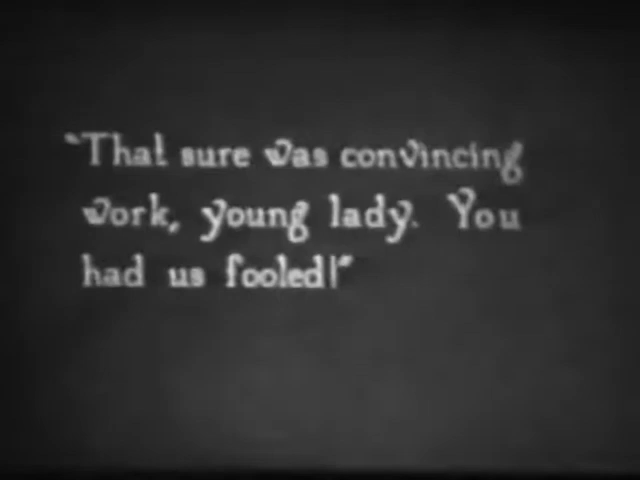 "That sure was convincing
work, young lady. You
had us fooled!"